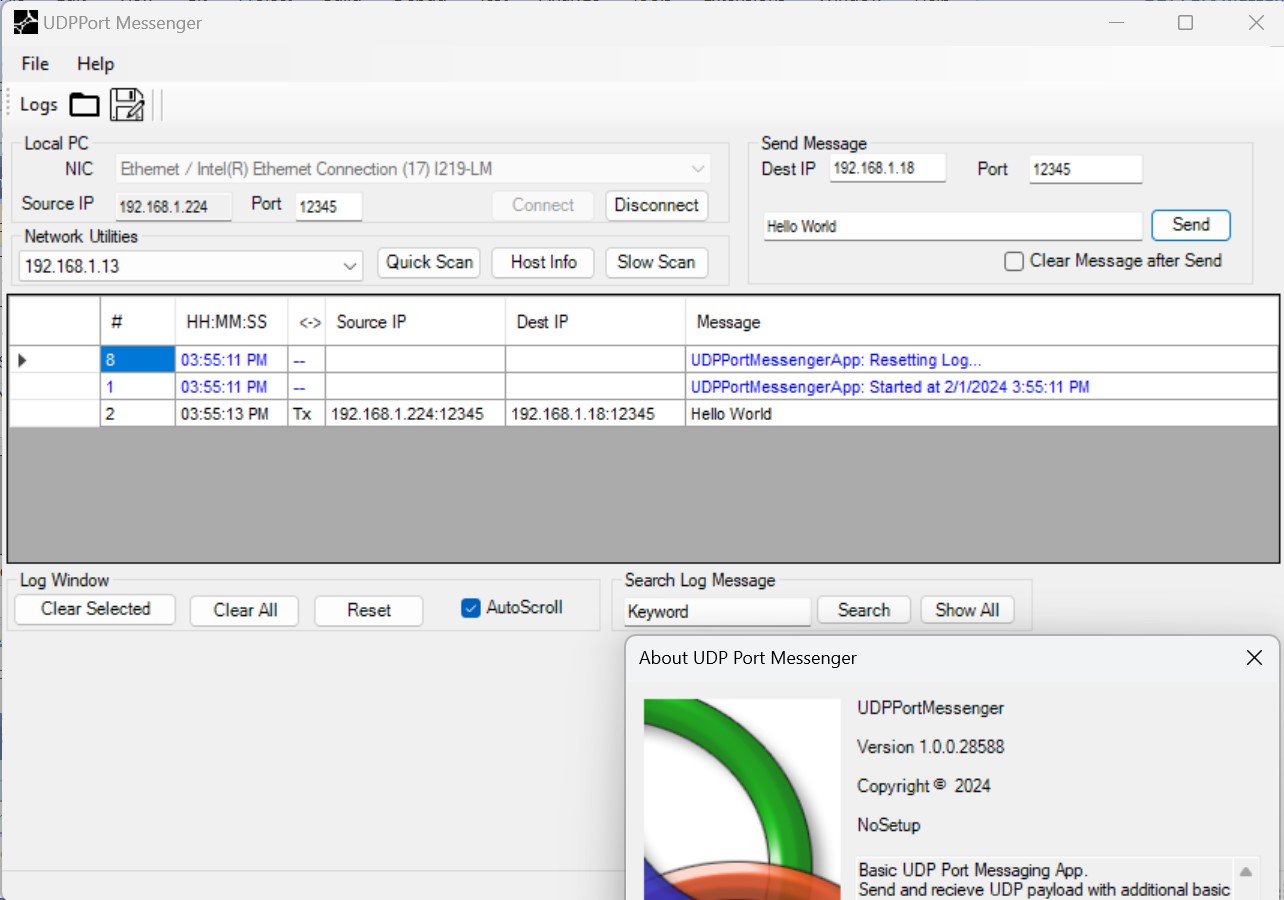 UDPPort Messenger
File Help
Logs
Local PC
NIC Ethernet / Intel(R) Ethernet Connection (17) I219-LM
Source IP 192.168.1.224 Port 12345 Connect Disconnect
Network Utilities
192.168.1.13 Quick Scan Host Info Slow Scan
Send Message
Dest IP 192.168.1.18 Port 12345
Hello World Send
Clear Message after Send
# HH:MM:SS <-> Source IP Dest IP Message
8 03:55:11 PM -- UDPPortMessengerApp: Resetting Log...
1 03:55:11 PM -- UDPPortMessengerApp: Started at 2/1/2024 3:55:11 PM
2 03:55:13 PM Tx 192.168.1.224:12345 192.168.1.18:12345 Hello World
Log Window
Clear Selected Clear All Reset AutoScroll
Search Log Message
Keyword Search Show All
About UDP Port Messenger
UDPPortMessenger
Version 1.0.0.28588
Copyright © 2024
NoSetup
Basic UDP Port Messaging App.
Send and recieve UDP payload with additional basic